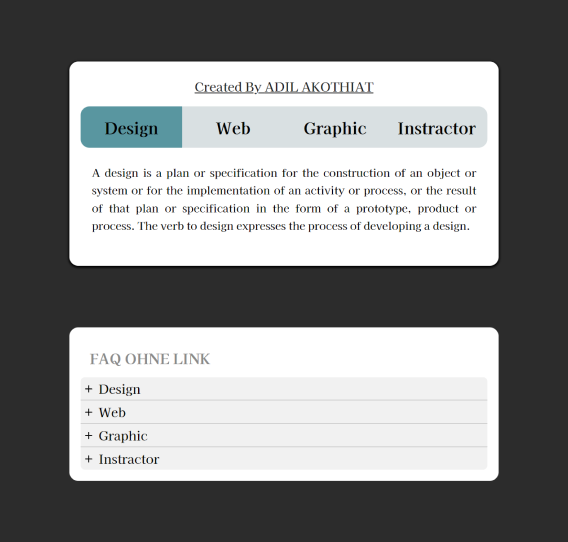 Created By ADIL AKOTHIAT
Design Web Graphic Instructor
A design is a plan or specification for the construction of an object or
system or for the implementation of an activity or process, or the result
of that plan or specification in the form of a prototype, product or
process. The verb to design expresses the process of developing a design.
FAQ OHNE LINK
+ Design
+ Web
+ Graphic
+ Instructor